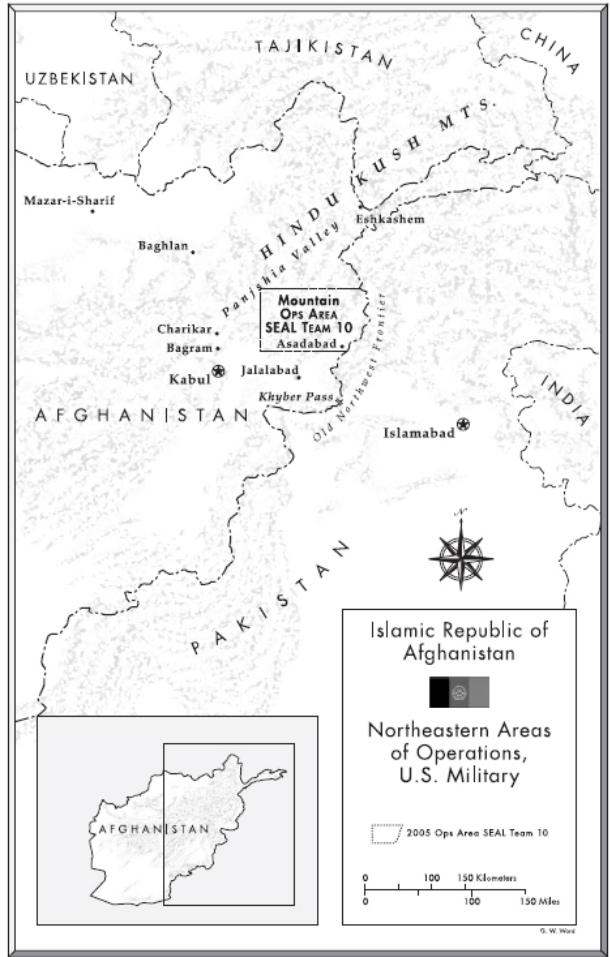 TAJIKISTAN
CHINA
UZBEKISTAN
HINDU KUSH MTS.
Mazar-i-Sharif
Eshkashem
Panjshia Valley
Baghlan
Mountain
Ops Area
SEAL Team 10
Asadabad
Charikar
Bagram
Kabul
Jalalabad
Khyber Pass
Old Northwest Frontier
INDIA
AFGHANISTAN
Islamabad
N
PAKISTAN
Islamic Republic of
Afghanistan
Northeastern Areas
of Operations,
U.S. Military
2005 Ops Area SEAL Team 10
0 100 150 Kilometers
0 100 150 Miles
AFGHANISTAN
G. W. Ward